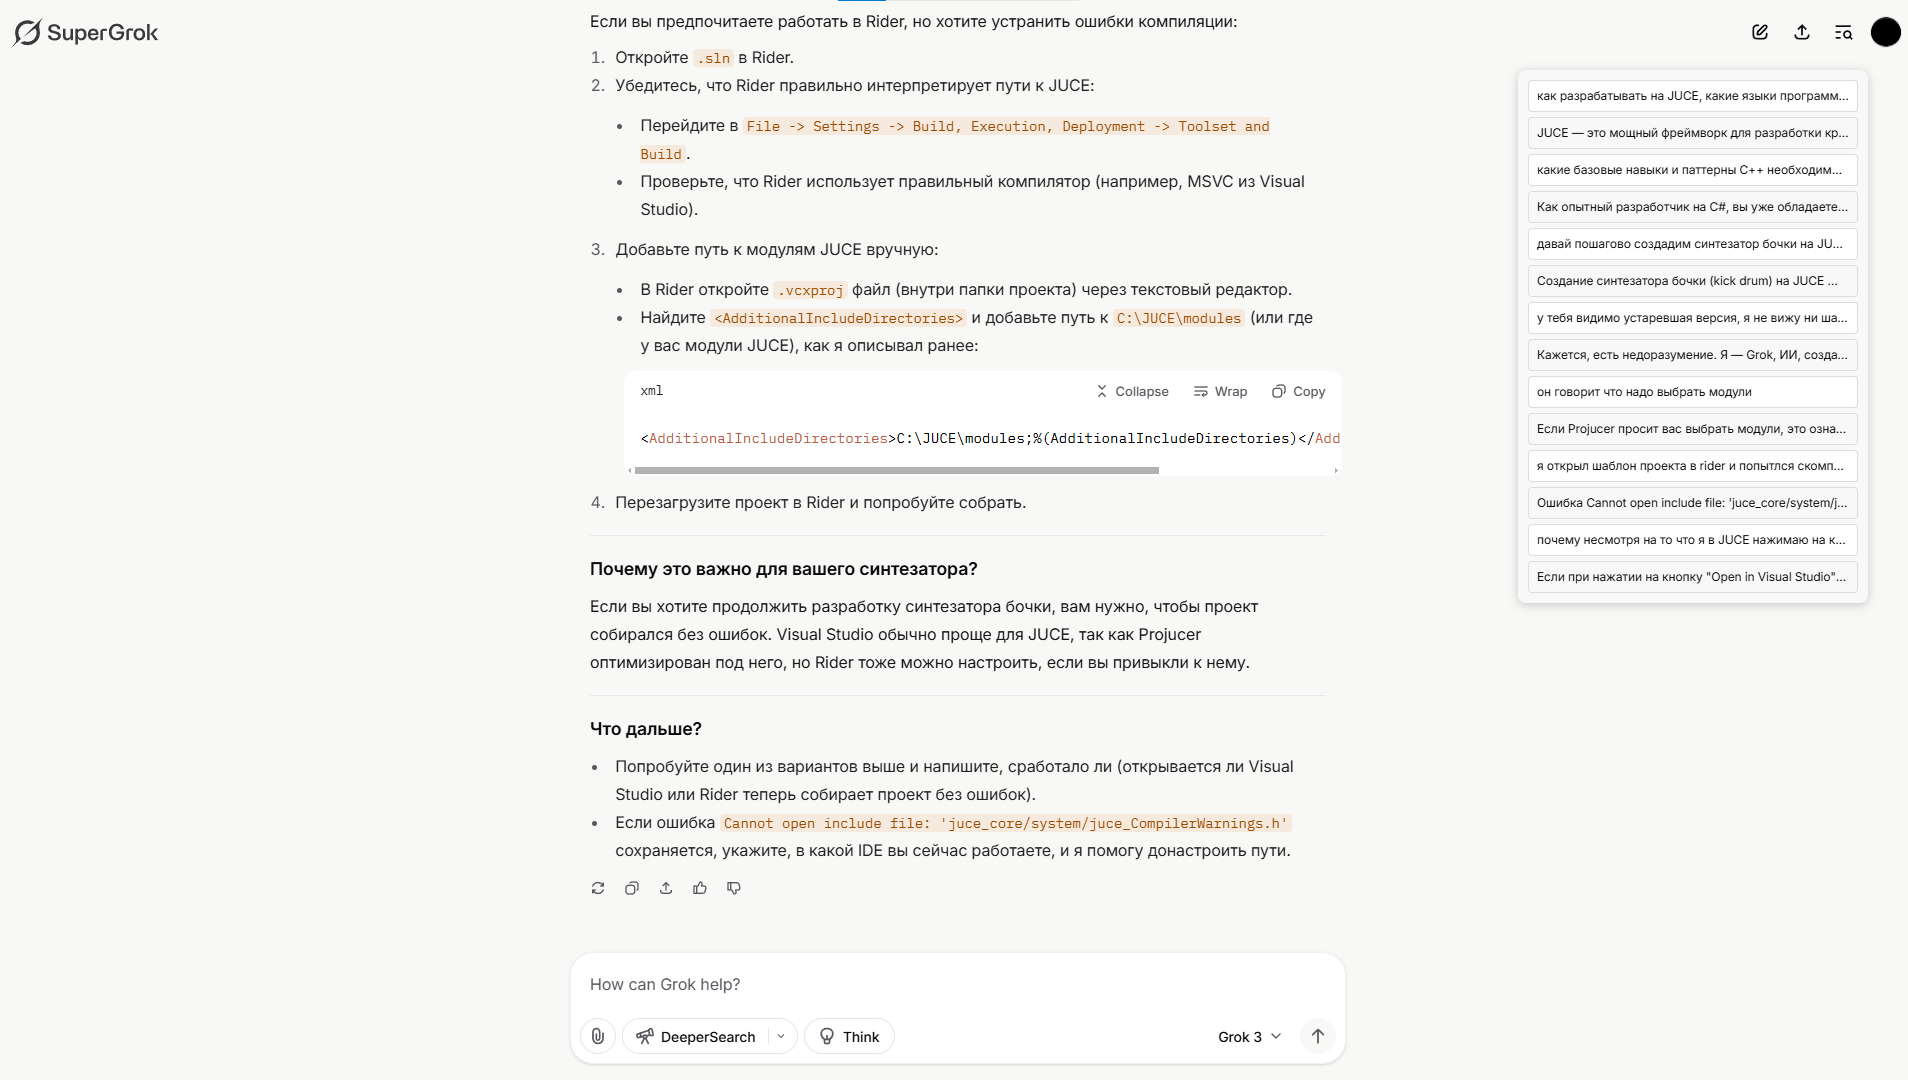 SuperGrok
Если вы предпочитаете работать в Rider, но хотите устранить ошибки компиляции:
1. Откройте .sln в Rider.
2. Убедитесь, что Rider правильно интерпретирует пути к JUCE:
• Перейдите в File -> Settings -> Build, Execution, Deployment -> Toolset and
Build.
• Проверьте, что Rider использует правильный компилятор (например, MSVC из Visual
Studio).
3. Добавьте путь к модулям JUCE вручную:
• В Rider откройте .vcxproj файл (внутри папки проекта) через текстовый редактор.
• Найдите <AdditionalIncludeDirectories> и добавьте путь к C:\JUCE\modules (или где
у вас модули JUCE), как я описывал ранее:
xml
Collapse
Wrap
Copy
<AdditionalIncludeDirectories>C:\JUCE\modules;%(AdditionalIncludeDirectories)</Add
4. Перезагрузите проект в Rider и попробуйте собрать.
Почему это важно для вашего синтезатора?
Если вы хотите продолжить разработку синтезатора бочки, вам нужно, чтобы проект
собирался без ошибок. Visual Studio обычно проще для JUCE, так как Projucer
оптимизирован под него, но Rider тоже можно настроить, если вы привыкли к нему.
Что дальше?
• Попробуйте один из вариантов выше и напишите, сработало ли (открывается ли Visual
Studio или Rider теперь собирает проект без ошибок).
• Если ошибка Cannot open include file: 'juce_core/system/juce_CompilerWarnings.h'
сохраняется, укажите, в какой IDE вы сейчас работаете, и я помогу донастроить пути.
How can Grok help?
DeeperSearch
Think
Grok 3
как разрабатывать на JUCE, какие языки программ...
JUCE — это мощный фреймворк для разработки кр...
какие базовые навыки и паттерны C++ необходим...
Как опытный разработчик на C#, вы уже обладаете...
давай пошагово создадим синтезатор бочки на JU...
Создание синтезатора бочки (kick drum) на JUCE ...
у тебя видимо устаревшая версия, я не вижу ни ша...
Кажется, есть недоразумение. Я — Grok, ИИ, созда...
он говорит что надо выбрать модули
Если Projucer просит вас выбрать модули, это озна...
я открыл шаблон проекта в rider и попытлся скомп...
Ошибка Cannot open include file: 'juce_core/system/j...
почему несмотря на то что я в JUCE нажимаю на к...
Если при нажатии на кнопку "Open in Visual Studio"...